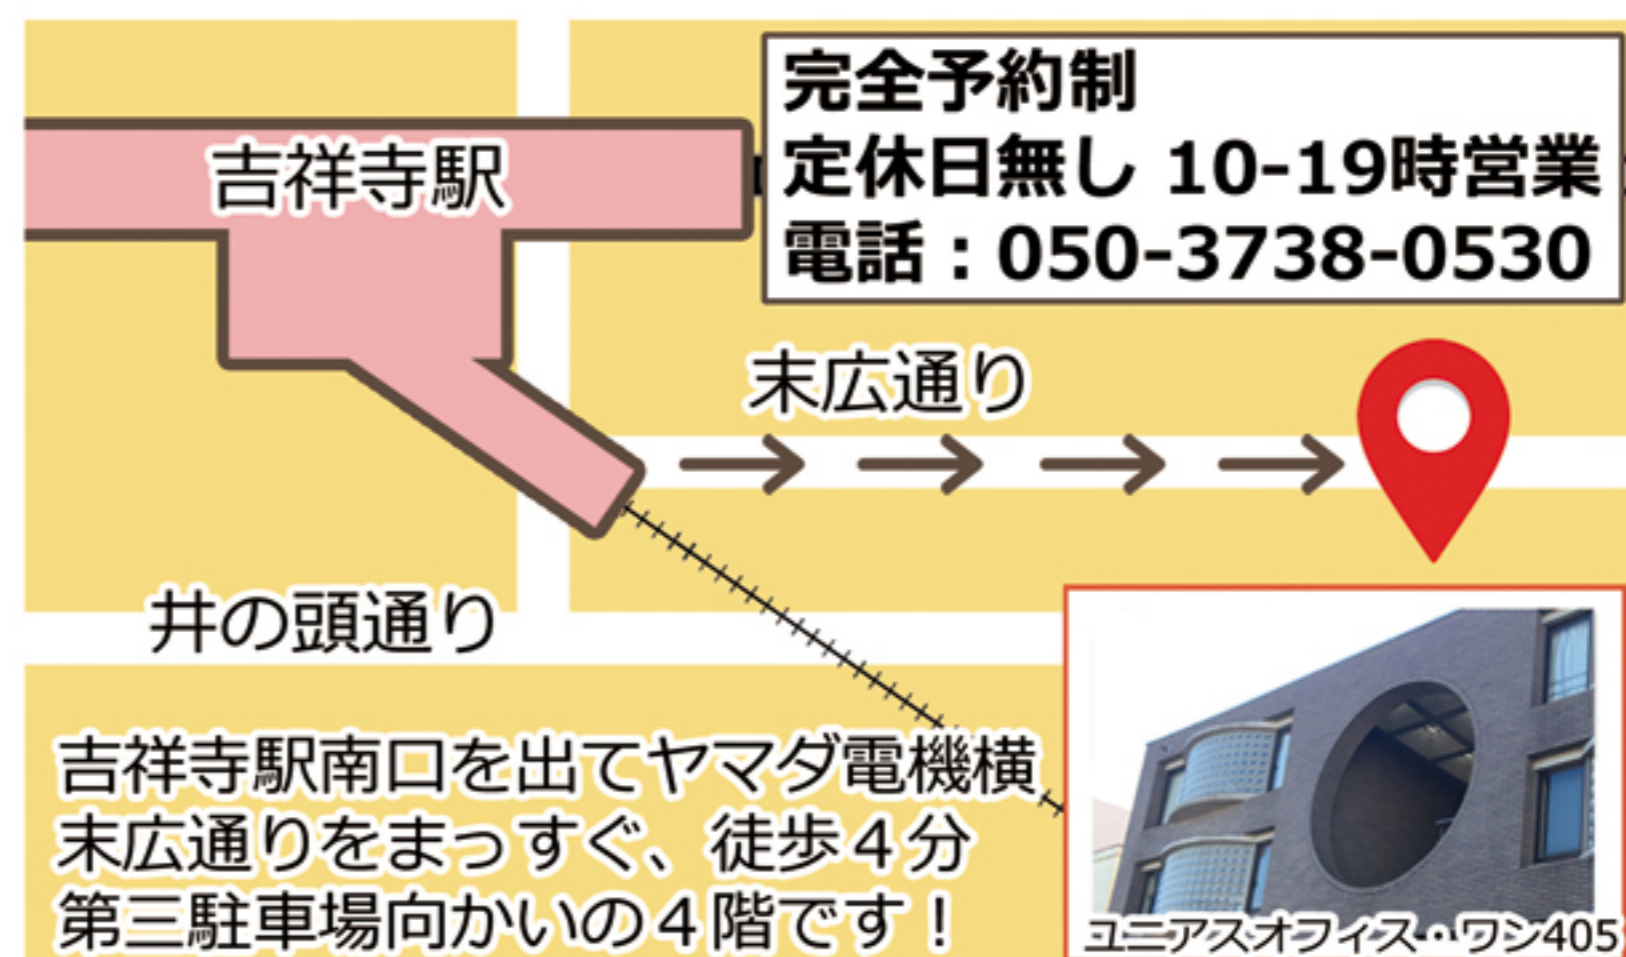 完全予約制
定休日無し 10-19時営業
電話：050-3738-0530
吉祥寺駅
末広通り
井の頭通り
吉祥寺駅南口を出てヤマダ電機横
末広通りをまっすぐ、徒歩４分
第三駐車場向かいの４階です！
ユニアスオフィス・ワン405